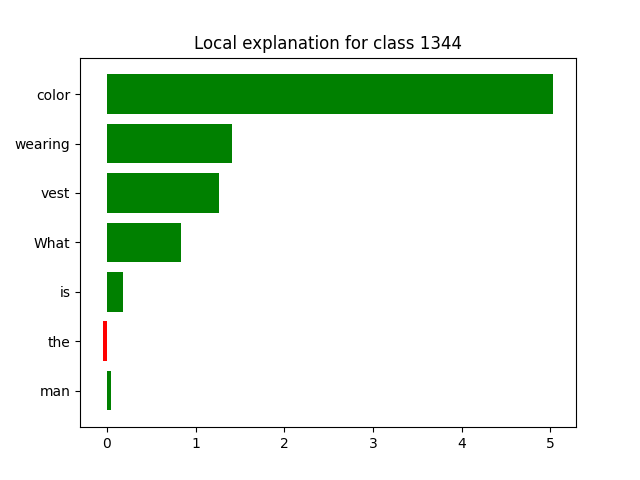 Local explanation for class 1344
color
wearing
vest
What
is
the
man
0 1 2 3 4 5